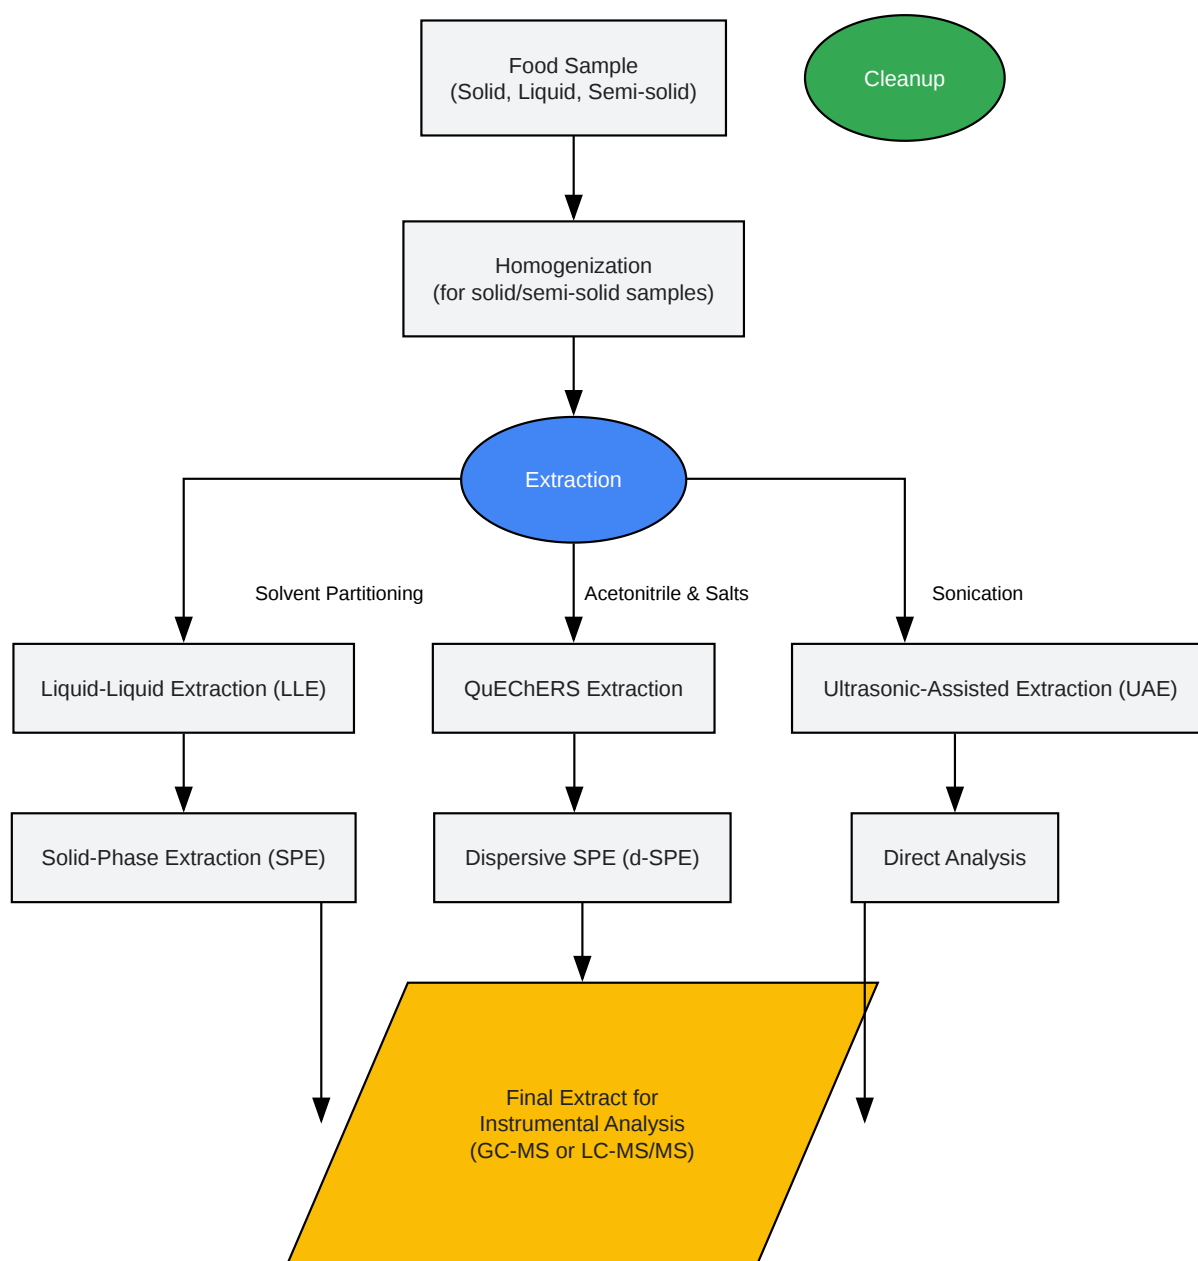 Food Sample
(Solid, Liquid, Semi-solid)
Cleanup
Homogenization
(for solid/semi-solid samples)
Extraction
Solvent Partitioning
Acetonitrile & Salts
Sonication
Liquid-Liquid Extraction (LLE)
QuEChERS Extraction
Ultrasonic-Assisted Extraction (UAE)
Solid-Phase Extraction (SPE)
Dispersive SPE (d-SPE)
Direct Analysis
Final Extract for
Instrumental Analysis
(GC-MS or LC-MS/MS)